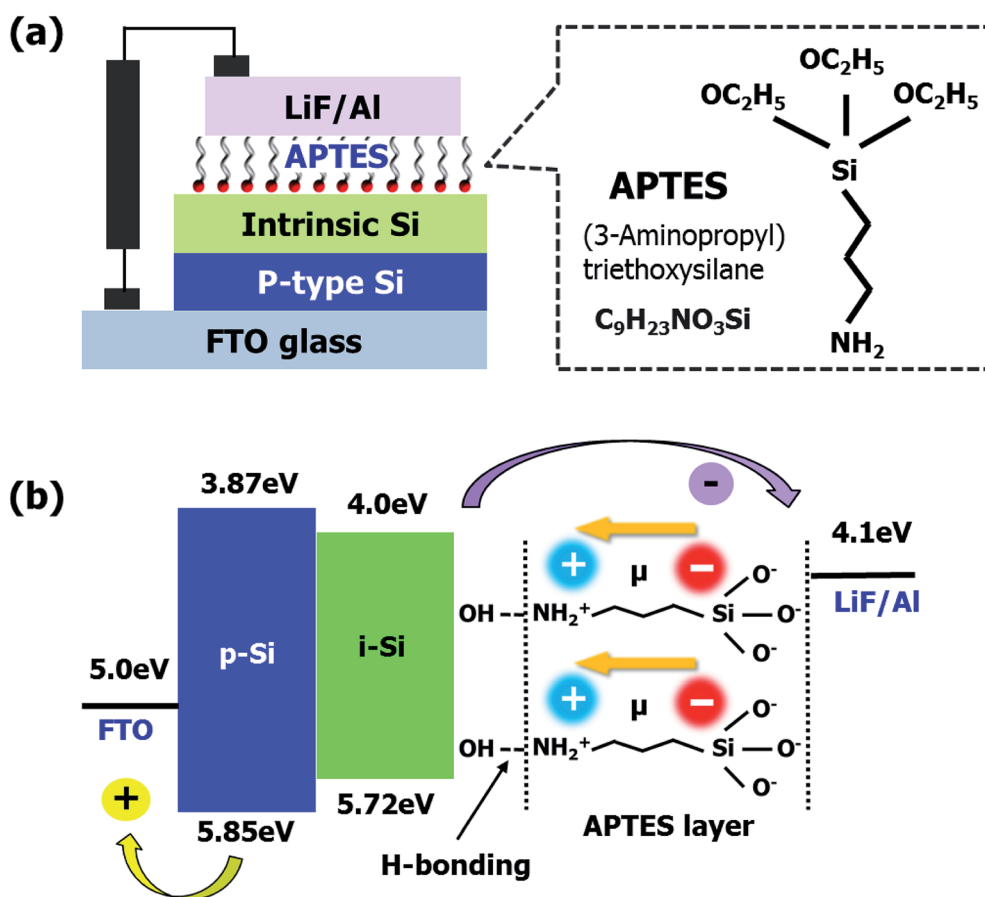 (a)
LiF/Al
APTES
Intrinsic Si
P-type Si
FTO glass
OC₂H₅
OC₂H₅
OC₂H₅
Si
APTES
(3-Aminopropyl)
triethoxysilane
C₉H₂₃NO₃Si
NH₂
(b)
3.87eV
4.0eV
-
4.1eV
LiF/Al
5.0eV
FTO
p-Si
i-Si
+
µ
−
OH
NH₂⁺
Si
O⁻
O⁻
O⁻
+
µ
−
OH
NH₂⁺
Si
O⁻
O⁻
O⁻
+
5.85eV
5.72eV
H-bonding
APTES layer